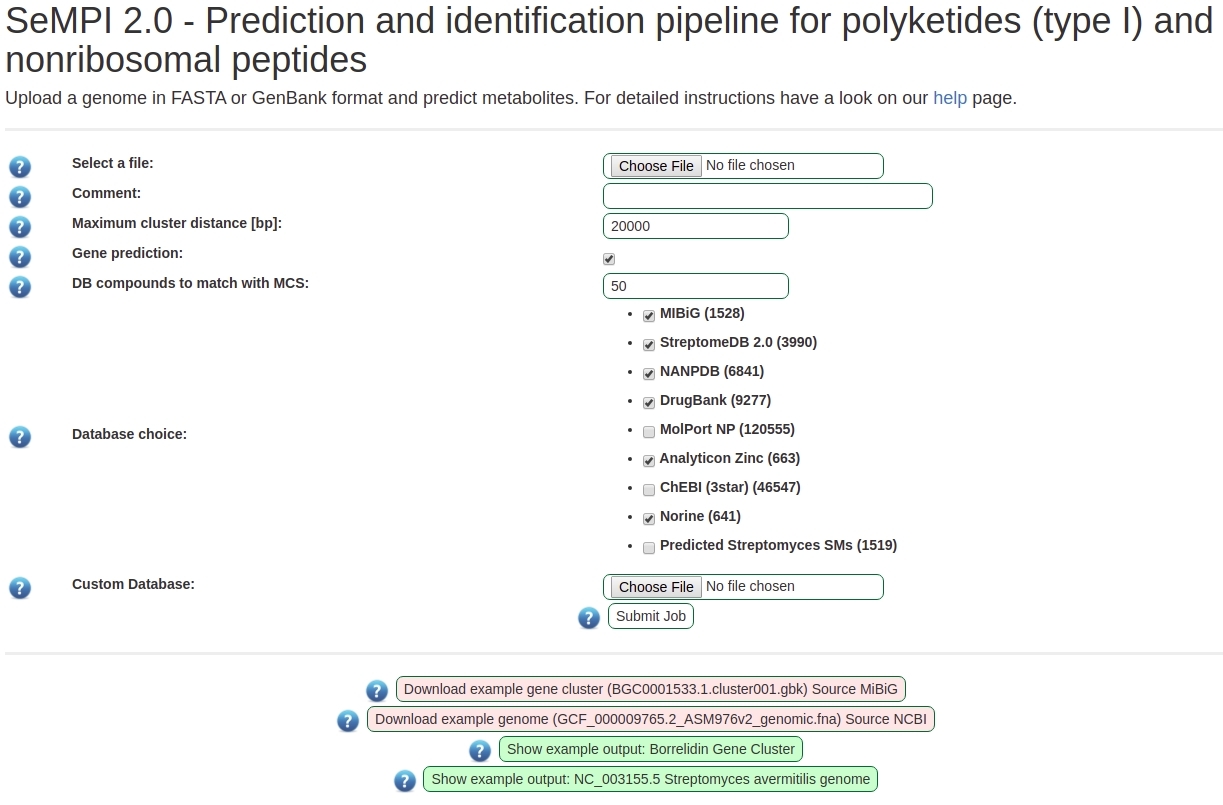 SeMPI 2.0 - Prediction and identification pipeline for polyketides (type I) and
nonribosomal peptides
Upload a genome in FASTA or GenBank format and predict metabolites. For detailed instructions have a look on our help page.
? Select a file: Choose File No file chosen
? Comment:
? Maximum cluster distance [bp]: 20000
? Gene prediction:
? DB compounds to match with MCS: 50
• MIBiG (1528)
• StreptomeDB 2.0 (3990)
• NANPDB (6841)
• DrugBank (9277)
? Database choice: • MolPort NP (120555)
• Analyticon Zinc (663)
• ChEBI (3star) (46547)
• Norine (641)
• Predicted Streptomyces SMs (1519)
? Custom Database: Choose File No file chosen
? Submit Job
? Download example gene cluster (BGC0001533.1.cluster001.gbk) Source MiBiG
? Download example genome (GCF_000009765.2_ASM976v2_genomic.fna) Source NCBI
? Show example output: Borrelidin Gene Cluster
? Show example output: NC_003155.5 Streptomyces avermitilis genome